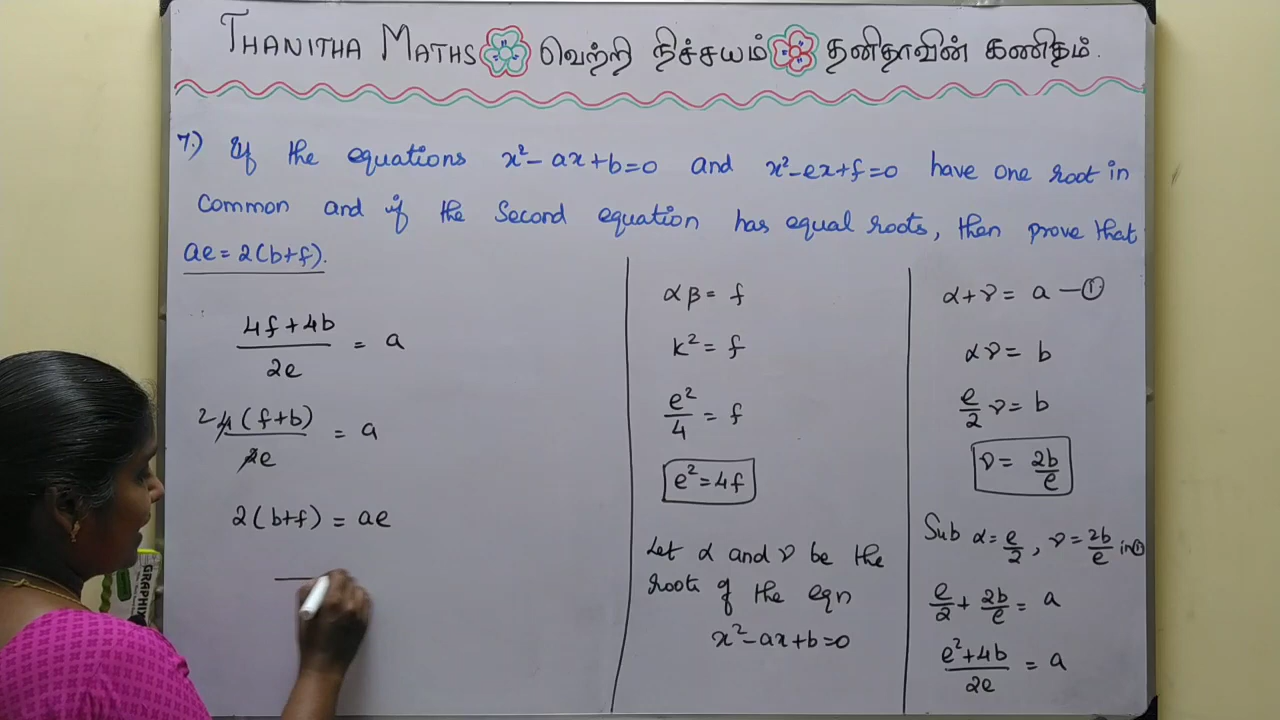 THANITHA MATHS வெற்றி நிச்சயம் தனிதாவின் கணிதம்.
7.) If the equations x²-ax+b=0 and x²-ex+f=0 have one root in
common and if the second equation has equal roots, then prove that
ae=2(b+f).
(4f+4b)/2e = a
2 4(f+b)/2e = a
2(b+f) = ae
αβ = f
k² = f
e²/4 = f
e²=4f
Let α and γ be the
roots of the eqn
x²-ax+b=0
α+γ = a —①
αγ = b
e/2 γ = b
γ = 2b/e
Sub α=e/2, γ=2b/e in①
e/2 + 2b/e = a
(e²+4b)/2e = a
GRAPHIX